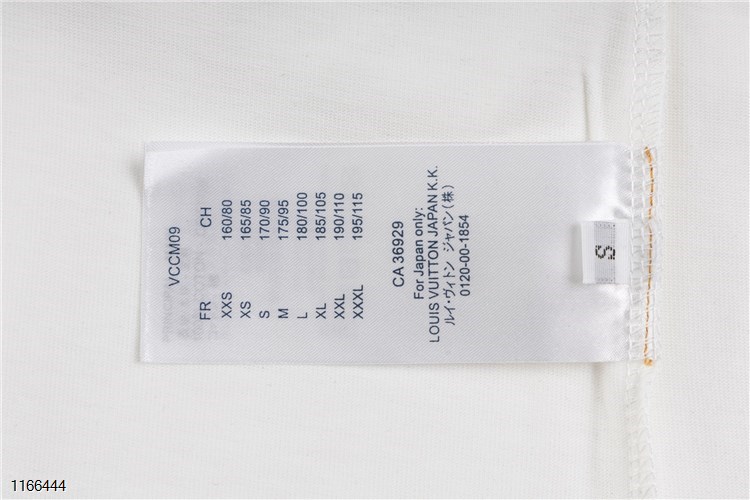 VCCM09
FR CH
XXS 160/80
XS 165/85
S 170/90
M 175/95
L 180/100
XL 185/105
XXL 190/110
XXXL 195/115
CA 36929
For Japan only:
LOUIS VUITTON JAPAN K.K.
ルイ・ヴィトン ジャパン(株)
0120-00-1854
S
1166444